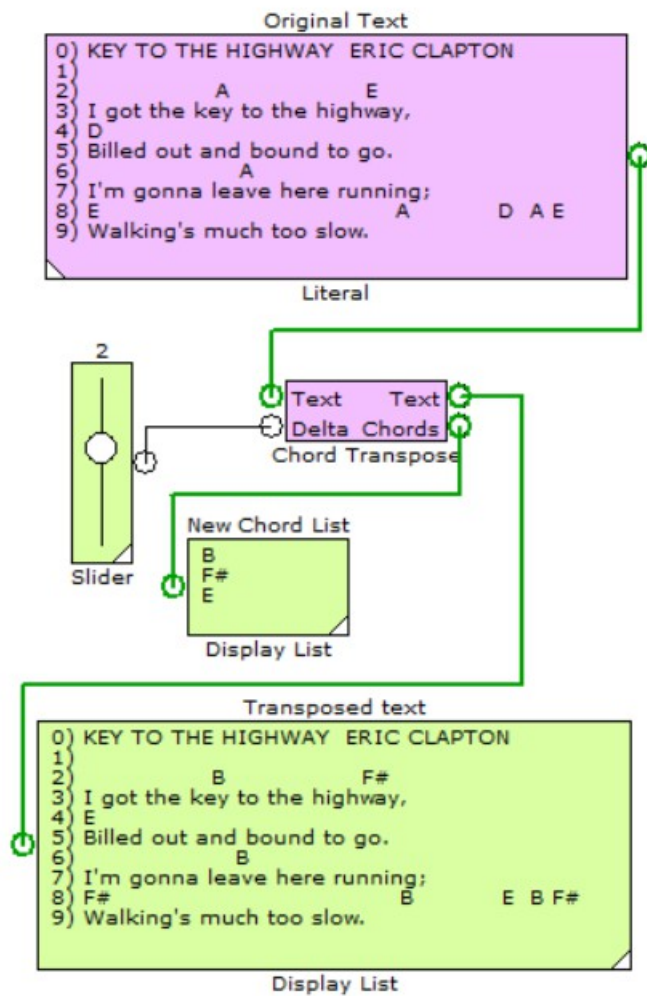 Original Text
0) KEY TO THE HIGHWAY  ERIC CLAPTON
1)
2)                A                E
3) I got the key to the highway,
4) D
5) Billed out and bound to go.
6)                   A
7) I'm gonna leave here running;
8) E                                    A           D  A E
9) Walking's much too slow.
Literal
2
Text    Text
Delta  Chords
Chord Transpose
Slider
New Chord List
B
F#
E
Display List
Transposed text
0) KEY TO THE HIGHWAY  ERIC CLAPTON
1)
2)                B                F#
3) I got the key to the highway,
4) E
5) Billed out and bound to go.
6)                   B
7) I'm gonna leave here running;
8) F#                                   B           E  B F#
9) Walking's much too slow.
Display List